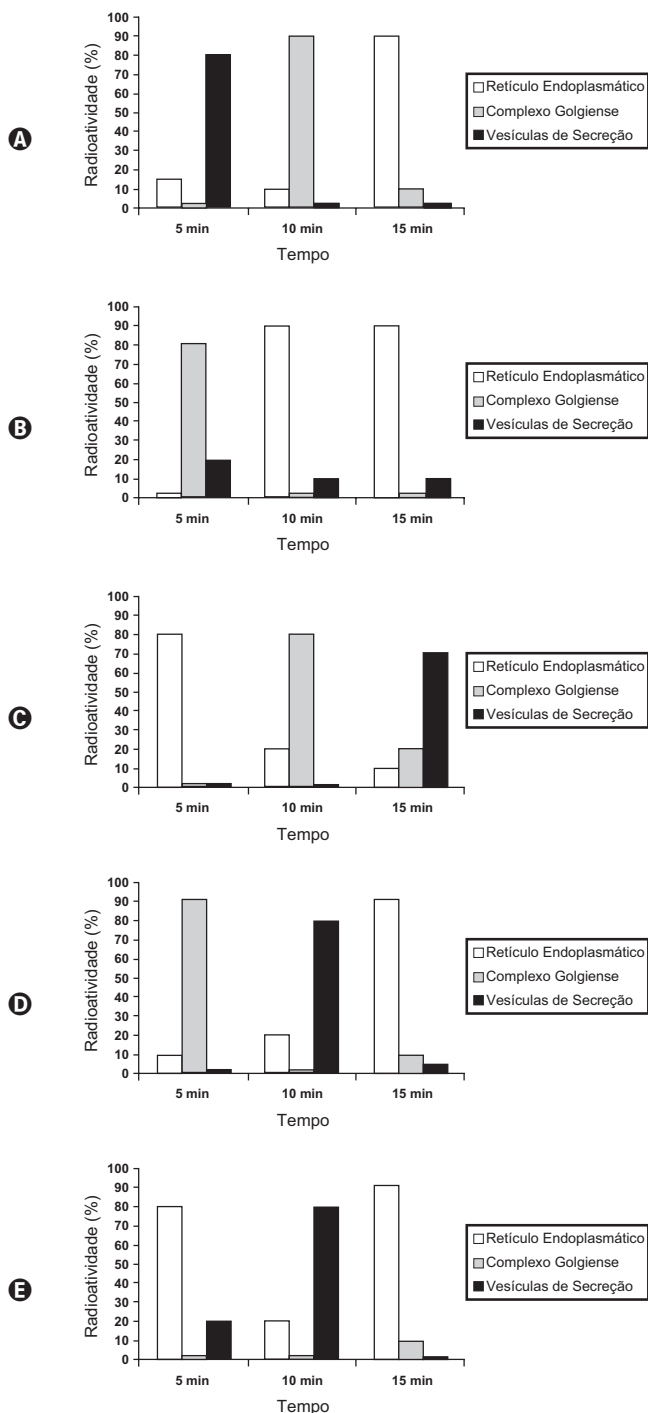 A
Radioatividade (%)
100
90
80
70
60
50
40
30
20
10
0
5 min 10 min 15 min
Tempo
Retículo Endoplasmático
Complexo Golgiense
Vesículas de Secreção
B
Radioatividade (%)
100
90
80
70
60
50
40
30
20
10
0
5 min 10 min 15 min
Tempo
Retículo Endoplasmático
Complexo Golgiense
Vesículas de Secreção
C
Radioatividade (%)
100
90
80
70
60
50
40
30
20
10
0
5 min 10 min 15 min
Tempo
Retículo Endoplasmático
Complexo Golgiense
Vesículas de Secreção
D
Radioatividade (%)
100
90
80
70
60
50
40
30
20
10
0
5 min 10 min 15 min
Tempo
Retículo Endoplasmático
Complexo Golgiense
Vesículas de Secreção
E
Radioatividade (%)
100
90
80
70
60
50
40
30
20
10
0
5 min 10 min 15 min
Tempo
Retículo Endoplasmático
Complexo Golgiense
Vesículas de Secreção